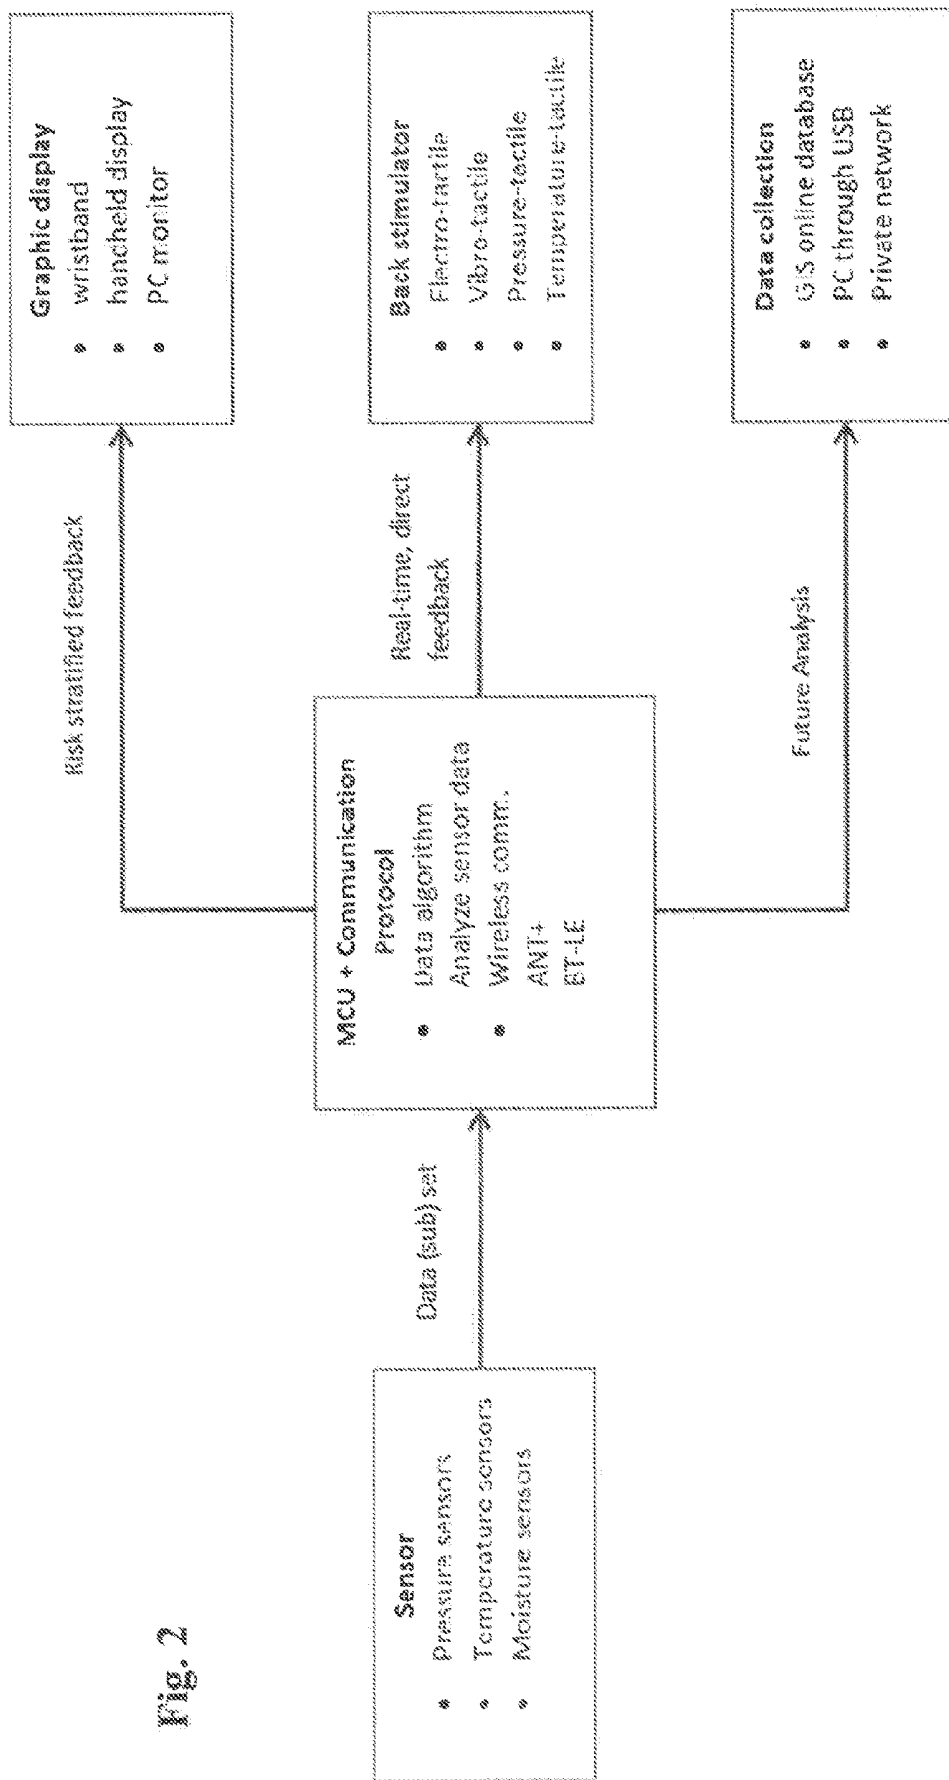 Fig. 2
Sensor
• Pressure sensors
• Temperature sensors
• Moisture sensors
Data (sub) set
MCU + Communication
Protocol
• Data algorithm
Analyze sensor data
• Wireless comm.
ANT+
BT-LE
Risk stratified feedback
Real-time, direct
feedback
Future Analysis
Graphic display
• wristband
• handheld display
• PC monitor
Back stimulator
• Electro-tactile
• Vibro-tactile
• Pressure-tactile
• Temperature-tactile
Data collection
• GIS online database
• PC through USB
• Private network